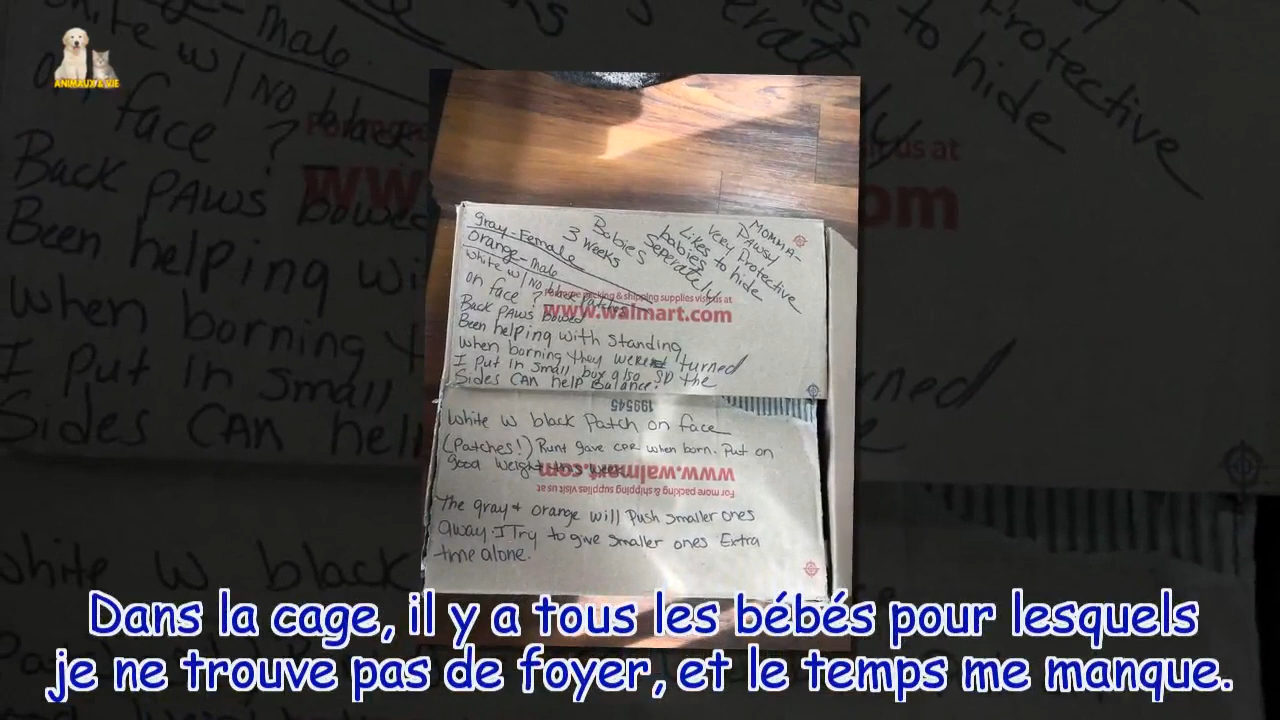 ANIMAUX & VIE
gray-Female
orange-male
white w/ No black patches
on face?
Back PAWS Bowed
Been helping with standing
when borning they were turned
I put in small box also so the
Sides CAN help Balance.
Babies
3 weeks
MOMMA-
PAWSY
Very Protective
Likes to hide
babies
Seperately
For more packing & shipping supplies visit us at
www.walmart.com
199545
White w black Patch on face
(Patches!) Runt gave CPR when born. Put on
good weight this week
www.walmart.com
For more packing & shipping supplies visit us at
The gray + orange will Push smaller ones
away. I Try to give smaller ones Extra
time alone.
Dans la cage, il y a tous les bébés pour lesquels
je ne trouve pas de foyer, et le temps me manque.